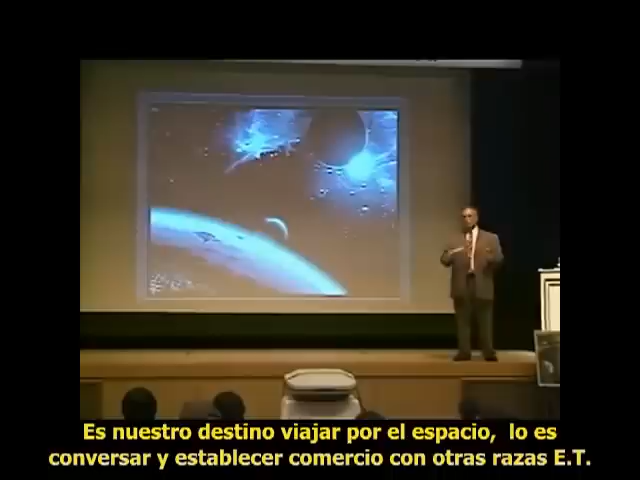 Es nuestro destino viajar por el espacio,  lo es
conversar y establecer comercio con otras razas E.T.